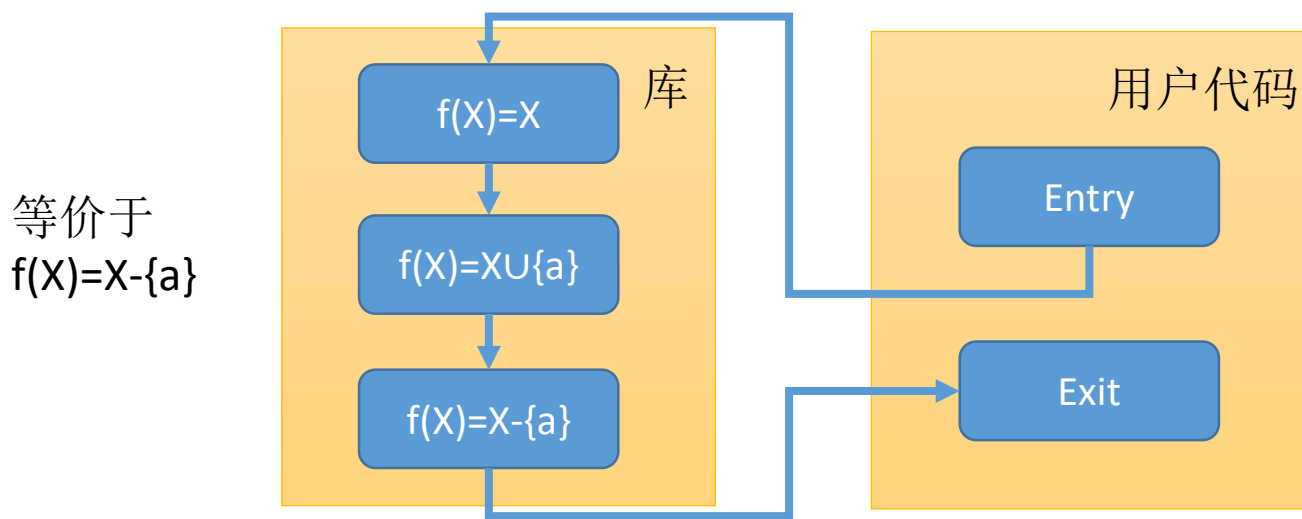 等价于
f(X)=X-{a}
库
f(X)=X
f(X)=X∪{a}
f(X)=X-{a}
用户代码
Entry
Exit